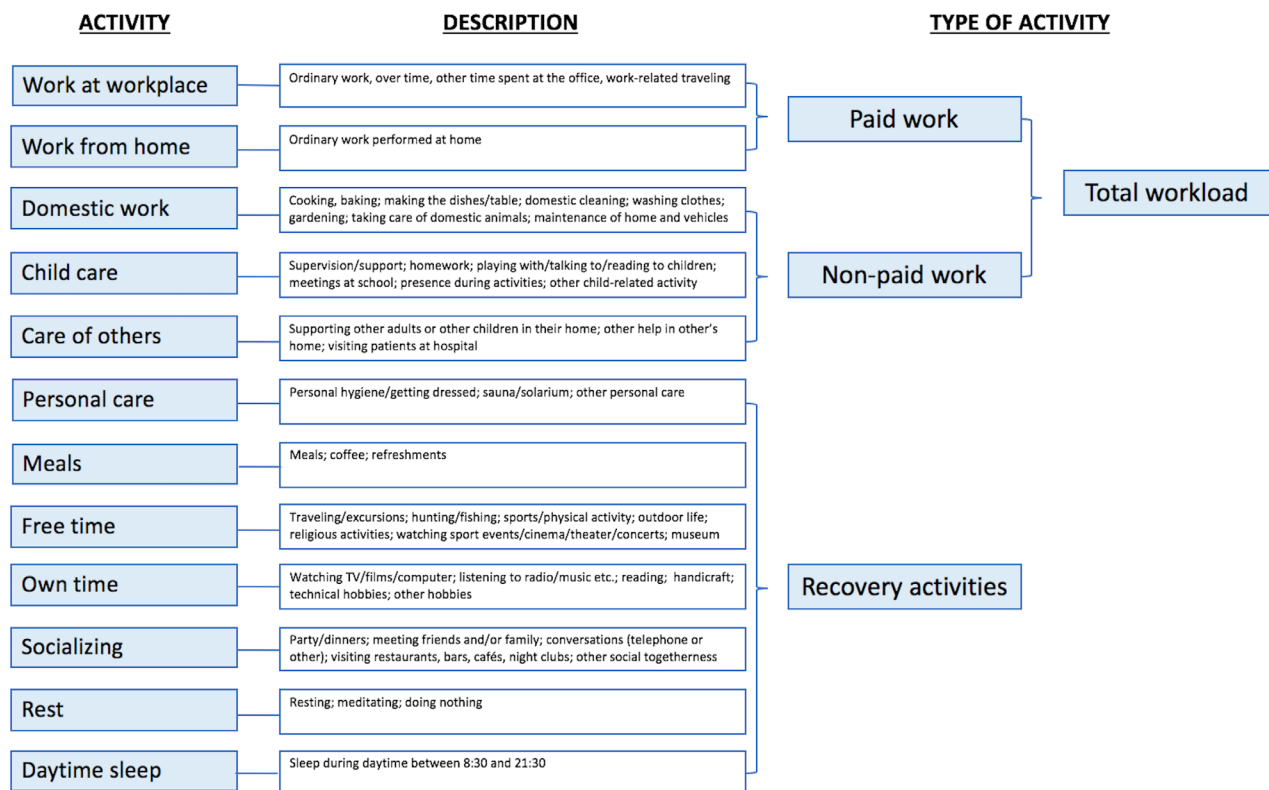 ACTIVITY
DESCRIPTION
TYPE OF ACTIVITY
Work at workplace
Ordinary work, over time, other time spent at the office, work-related traveling
Work from home
Ordinary work performed at home
Paid work
Domestic work
Cooking, baking; making the dishes/table; domestic cleaning; washing clothes;
gardening; taking care of domestic animals; maintenance of home and vehicles
Total workload
Child care
Supervision/support; homework; playing with/talking to/reading to children;
meetings at school; presence during activities; other child-related activity
Non-paid work
Care of others
Supporting other adults or other children in their home; other help in other's
home; visiting patients at hospital
Personal care
Personal hygiene/getting dressed; sauna/solarium; other personal care
Meals
Meals; coffee; refreshments
Free time
Traveling/excursions; hunting/fishing; sports/physical activity; outdoor life;
religious activities; watching sport events/cinema/theater/concerts; museum
Own time
Watching TV/films/computer; listening to radio/music etc.; reading; handicraft;
technical hobbies; other hobbies
Recovery activities
Socializing
Party/dinners; meeting friends and/or family; conversations (telephone or
other); visiting restaurants, bars, cafés, night clubs; other social togetherness
Rest
Resting; meditating; doing nothing
Daytime sleep
Sleep during daytime between 8:30 and 21:30